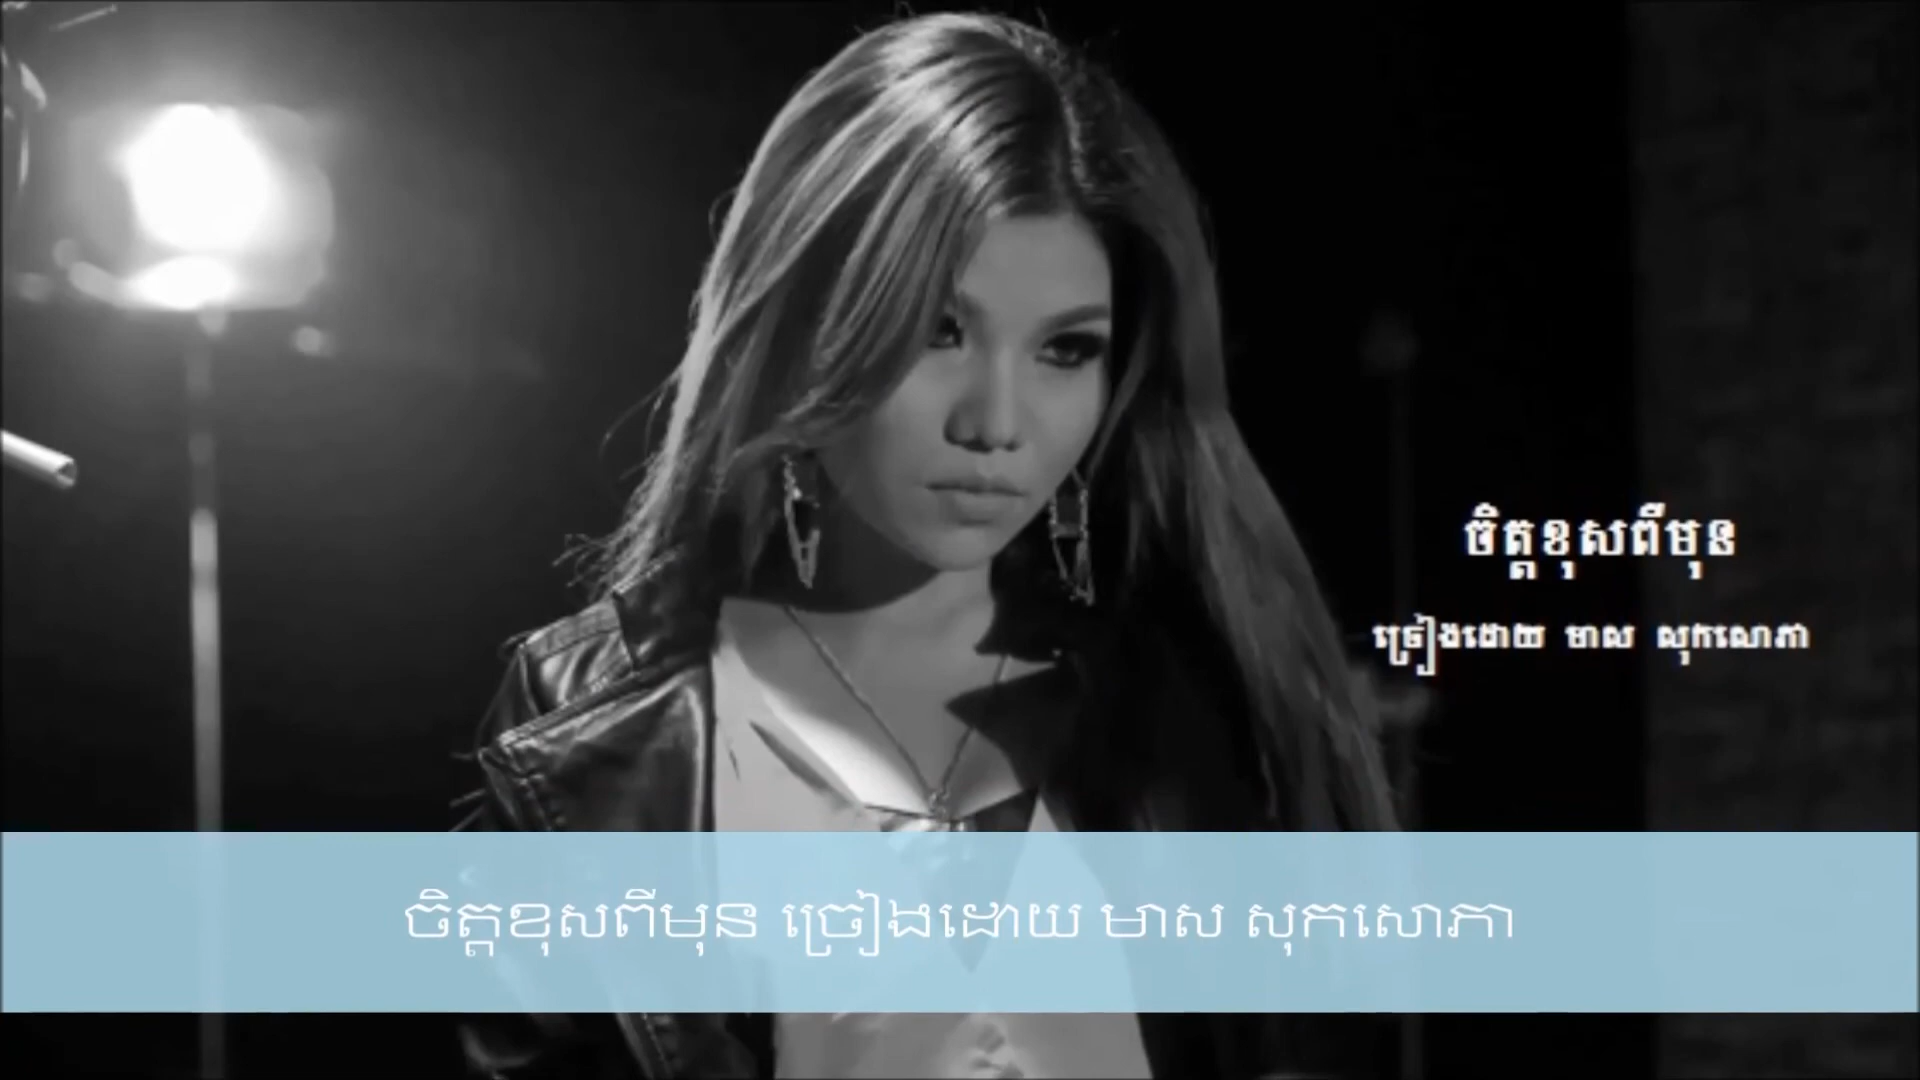 ចិត្តខុសពីមុន
ច្រៀងដោយ មាស សុកសោភា
ចិត្តខុសពីមុន ច្រៀងដោយ មាស សុកសោភា